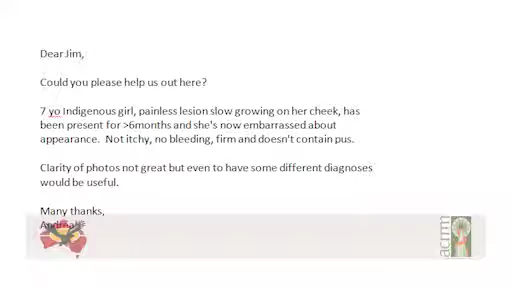 Dear Jim,
Could you please help us out here?
7 yo Indigenous girl, painless lesion slow growing on her cheek, has
been present for >6months and she's now embarrassed about
appearance.  Not itchy, no bleeding, firm and doesn't contain pus.
Clarity of photos not great but even to have some different diagnoses
would be useful.
Many thanks,
Andrea
acrrm